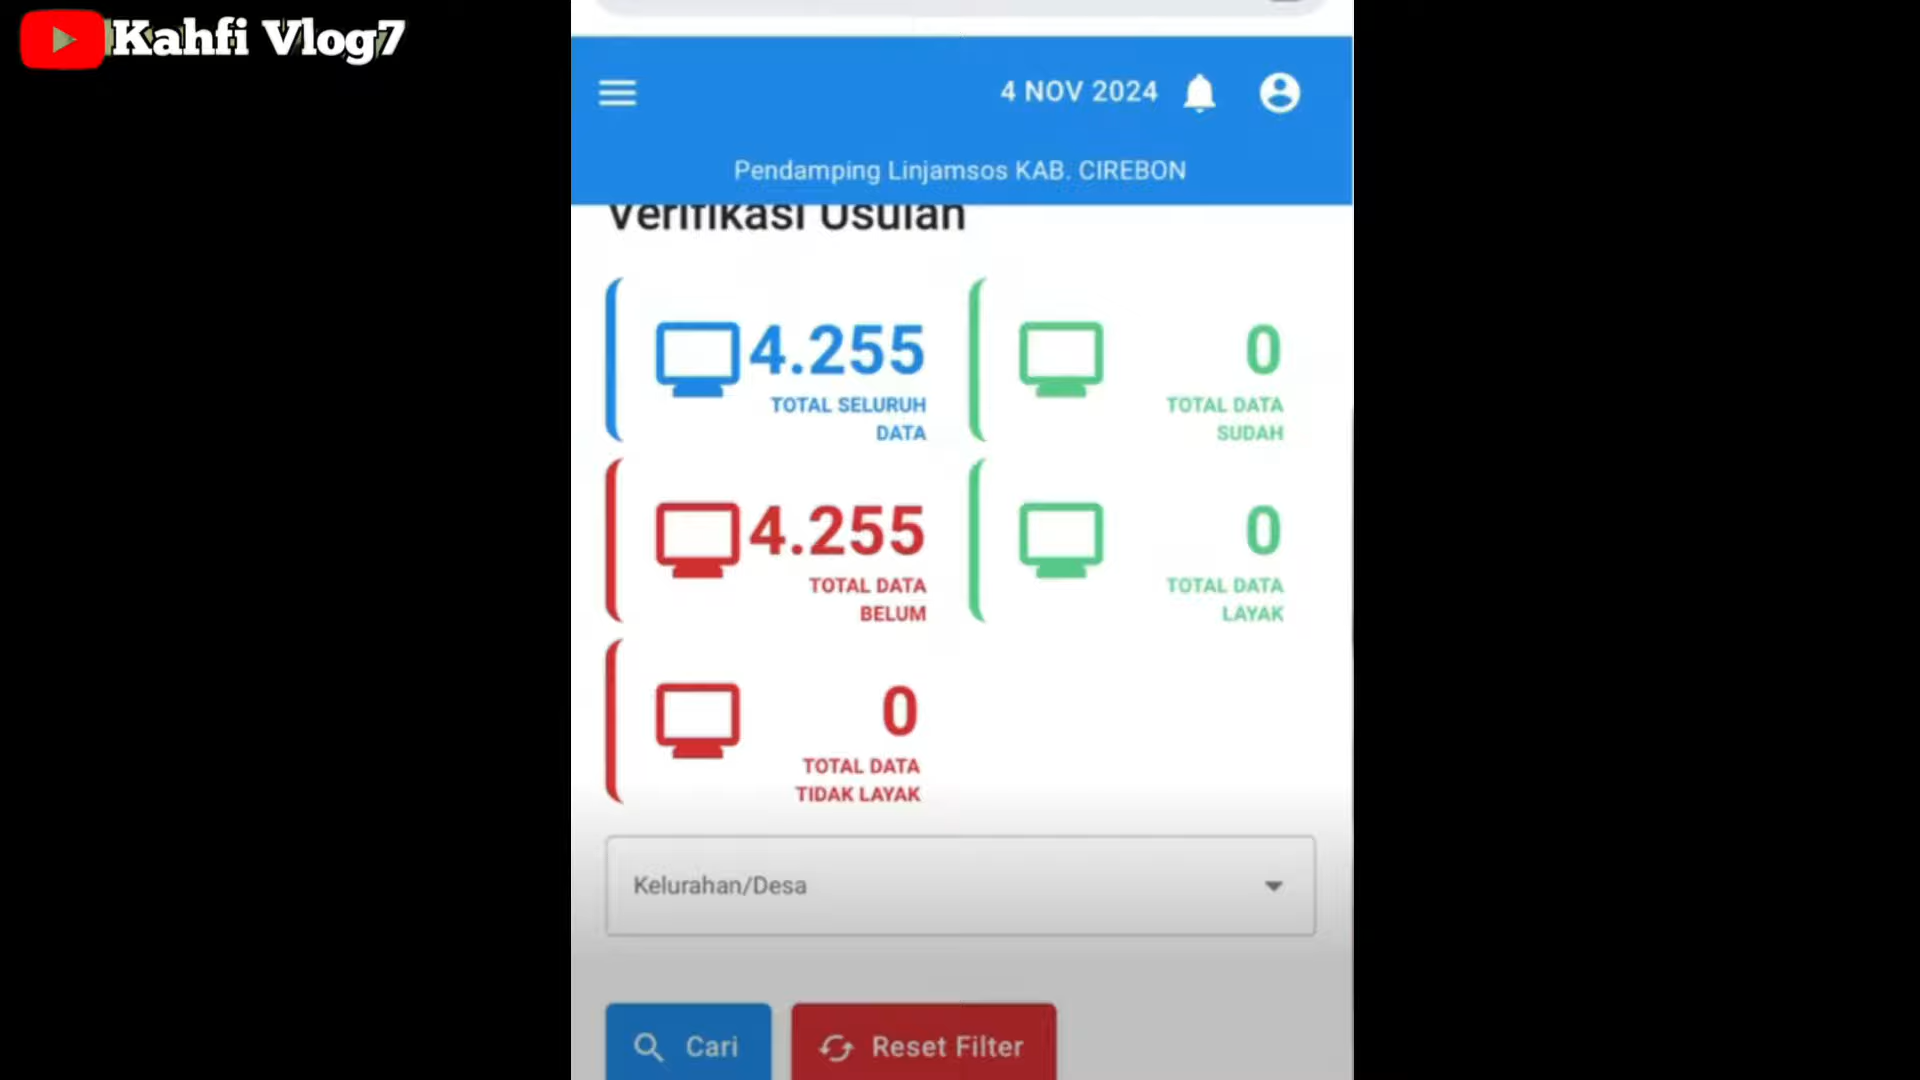 Kahfi Vlog7
4 NOV 2024
Pendamping Linjamsos KAB. CIREBON
Verifikasi Usulan
4.255
TOTAL SELURUH
DATA
0
TOTAL DATA
SUDAH
4.255
TOTAL DATA
BELUM
0
TOTAL DATA
LAYAK
0
TOTAL DATA
TIDAK LAYAK
Kelurahan/Desa
Cari
Reset Filter